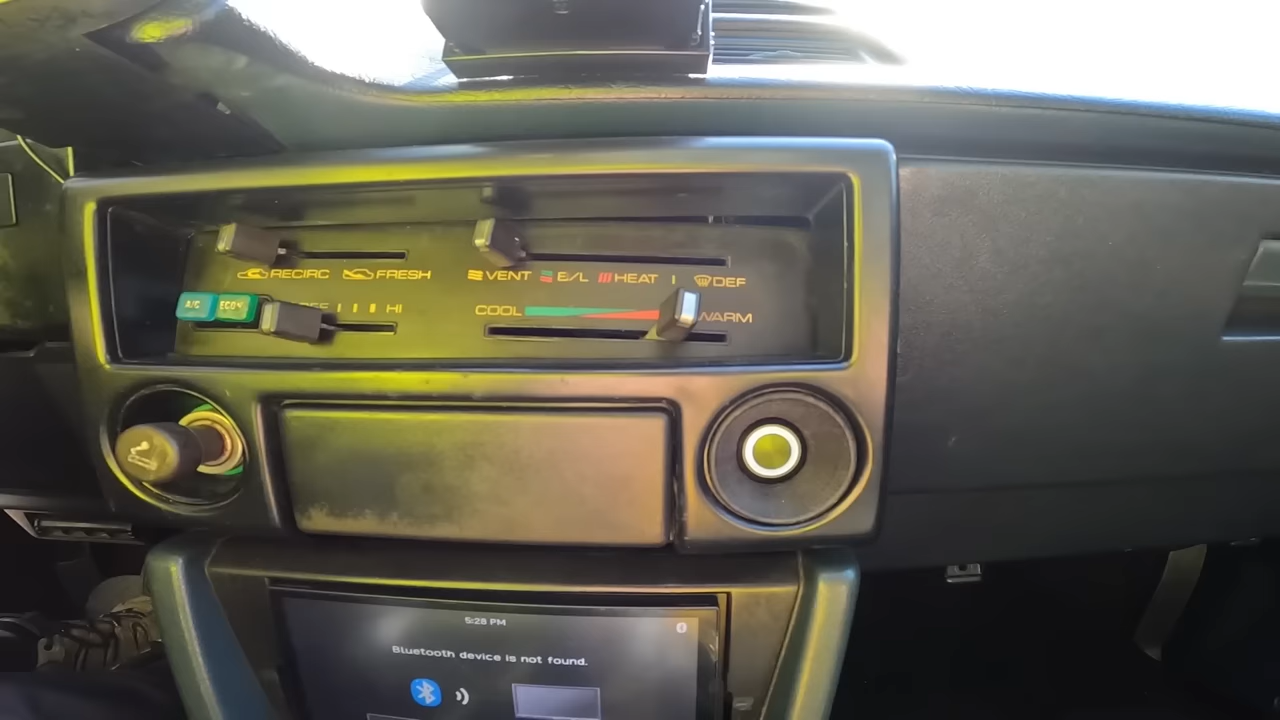 RECIRC FRESH VENT B/L HEAT DEF
A/C ECON HI COOL WARM
5:28 PM
Bluetooth device is not found.